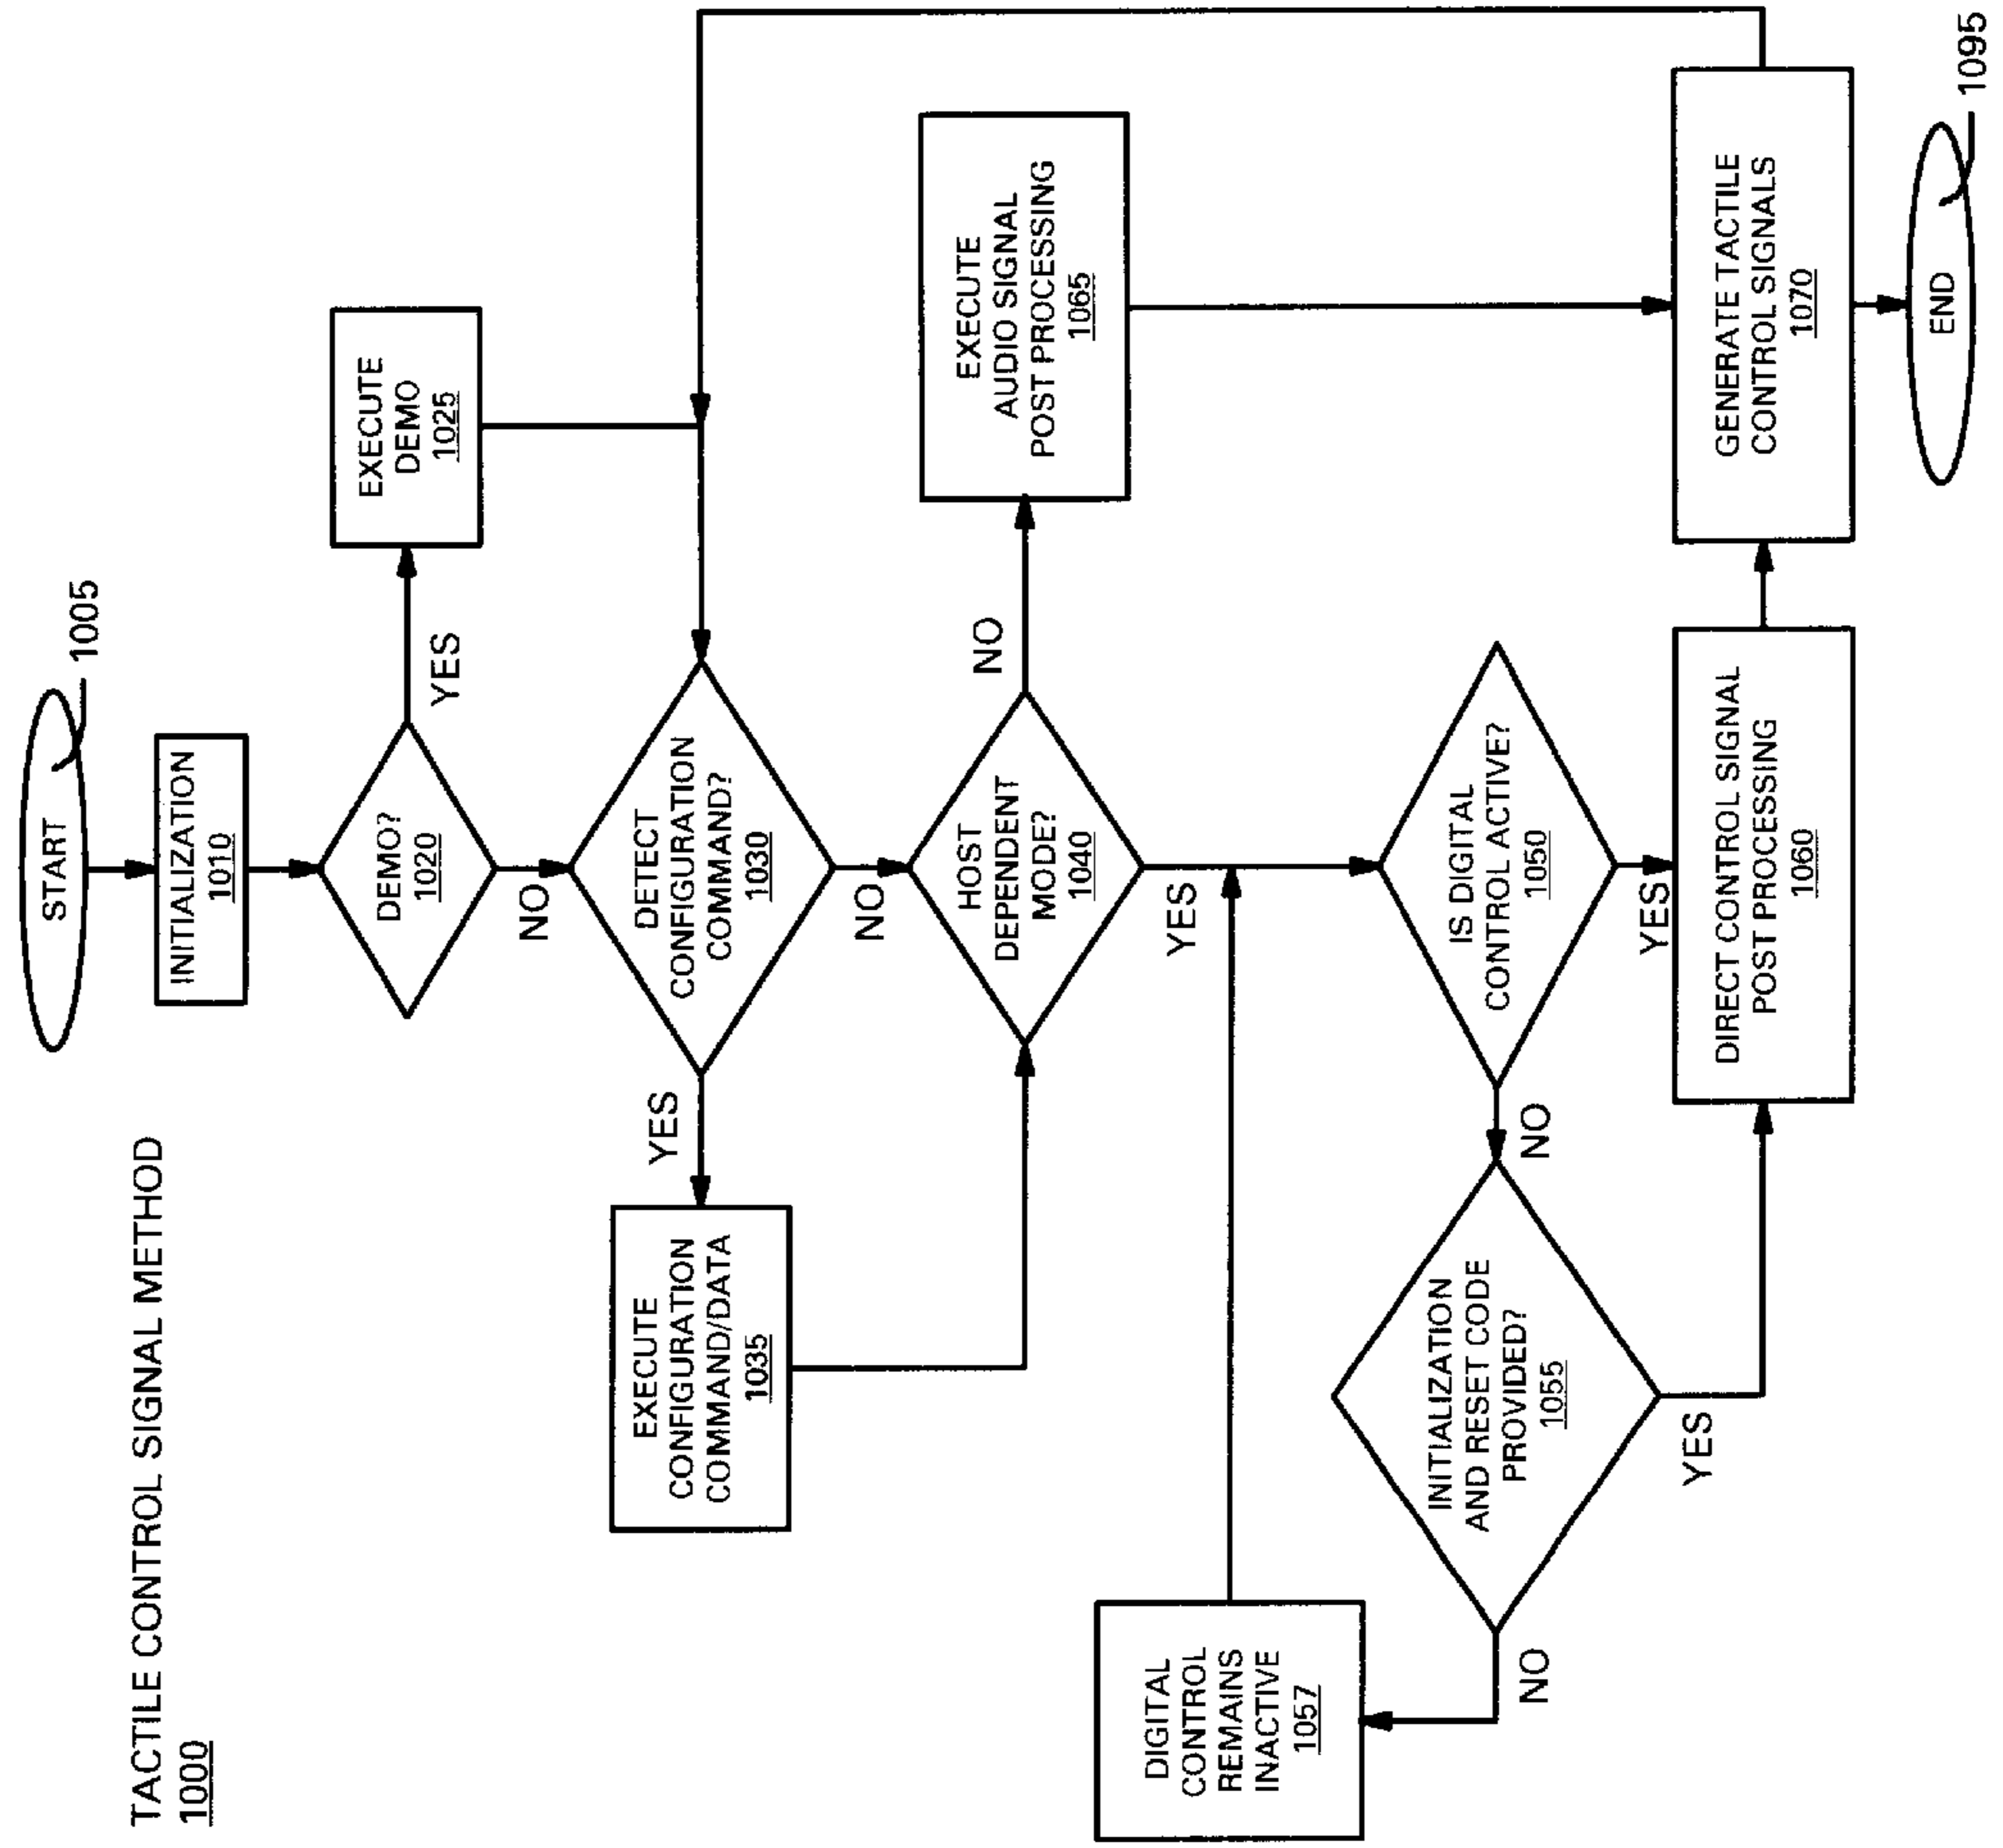 TACTILE CONTROL SIGNAL METHOD
1000
START
1005
INITIALIZATION
1010
DEMO?
1020
YES
EXECUTE
DEMO
1025
NO
DETECT
CONFIGURATION
COMMAND?
1030
YES
EXECUTE
CONFIGURATION
COMMAND/DATA
1035
NO
HOST
DEPENDENT
MODE?
1040
NO
EXECUTE
AUDIO SIGNAL
POST PROCESSING
1065
YES
IS DIGITAL
CONTROL ACTIVE?
1050
NO
INITIALIZATION
AND RESET CODE
PROVIDED?
1055
NO
DIGITAL
CONTROL
REMAINS
INACTIVE
1057
YES
YES
DIRECT CONTROL SIGNAL
POST PROCESSING
1060
GENERATE TACTILE
CONTROL SIGNALS
1070
END
1095